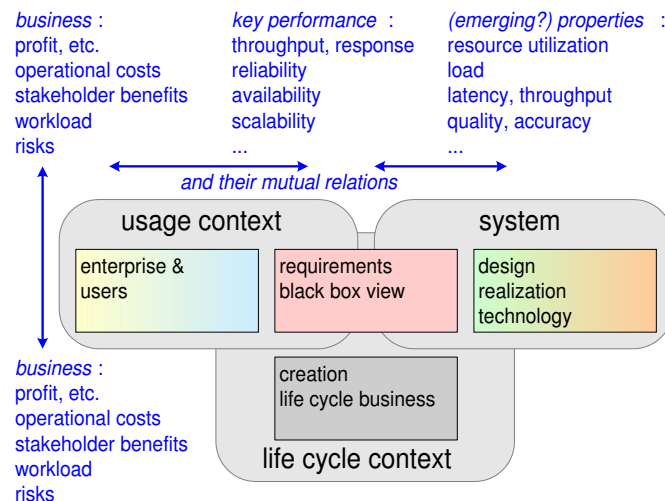 business :
profit, etc.
operational costs
stakeholder benefits
workload
risks
key performance :
throughput, response
reliability
availability
scalability
...
(emerging?) properties :
resource utilization
load
latency, throughput
quality, accuracy
...
and their mutual relations
usage context
system
enterprise &
users
requirements
black box view
design
realization
technology
creation
life cycle business
life cycle context
business :
profit, etc.
operational costs
stakeholder benefits
workload
risks